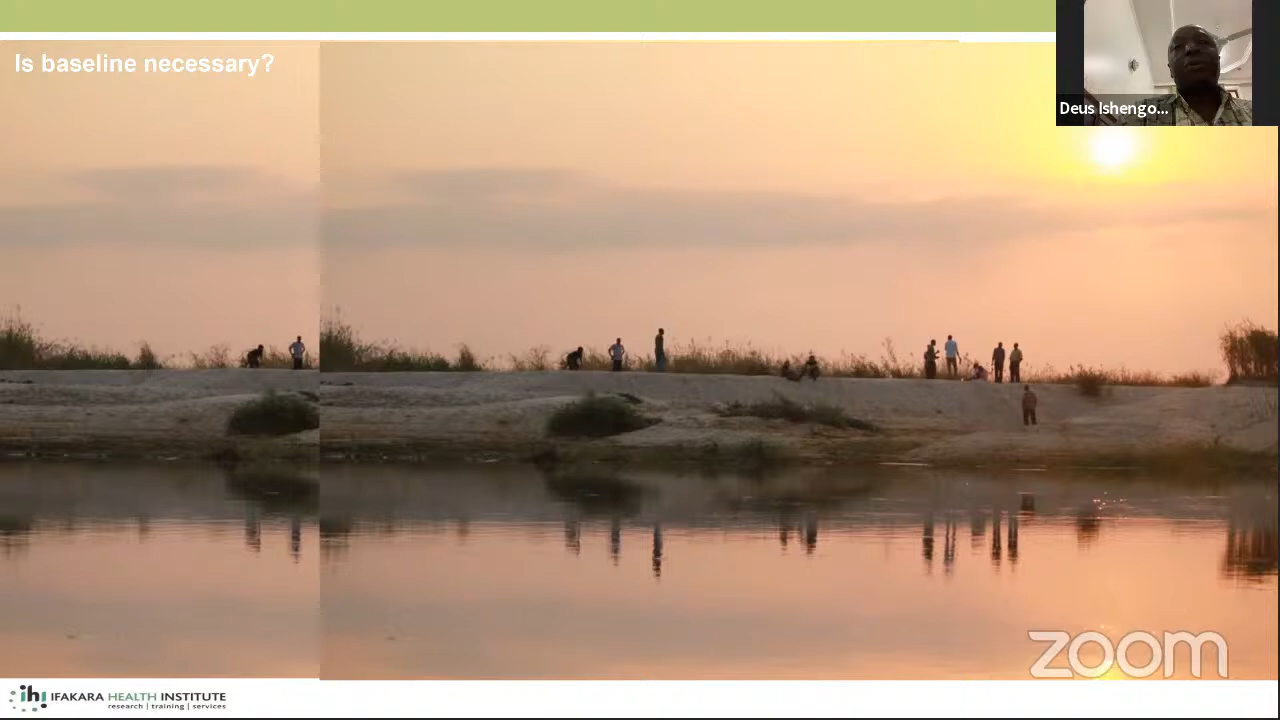 Is baseline necessary?
Deus Ishengo...
zoom
ihi IFAKARA HEALTH INSTITUTE
research | training | services